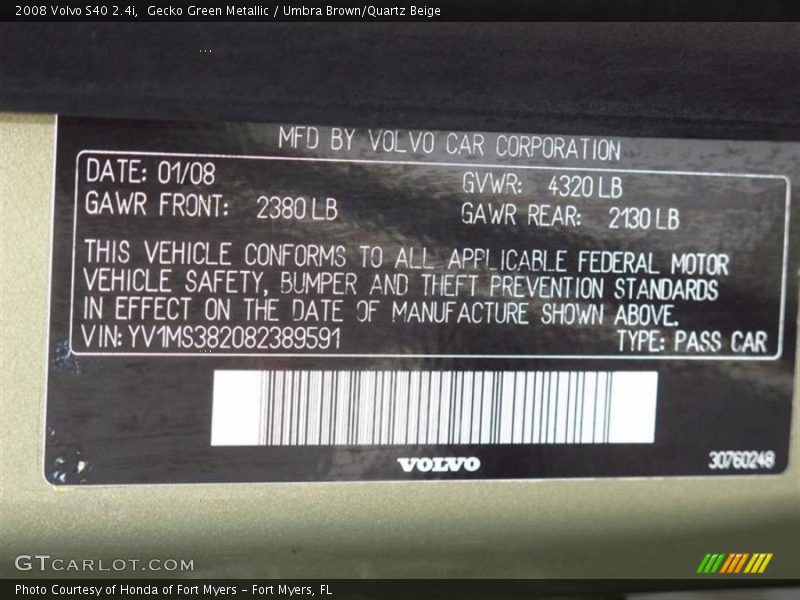 2008 Volvo S40 2.4i,  Gecko Green Metallic / Umbra Brown/Quartz Beige
MFD BY VOLVO CAR CORPORATION
DATE: 01/08 GVWR: 4320 LB
GAWR FRONT: 2380 LB GAWR REAR: 2130 LB
THIS VEHICLE CONFORMS TO ALL APPLICABLE FEDERAL MOTOR
VEHICLE SAFETY, BUMPER AND THEFT PREVENTION STANDARDS
IN EFFECT ON THE DATE OF MANUFACTURE SHOWN ABOVE.
VIN: YV1MS382082389591 TYPE: PASS CAR
VOLVO
30760248
GTCARLOT.COM
Photo Courtesy of Honda of Fort Myers - Fort Myers, FL